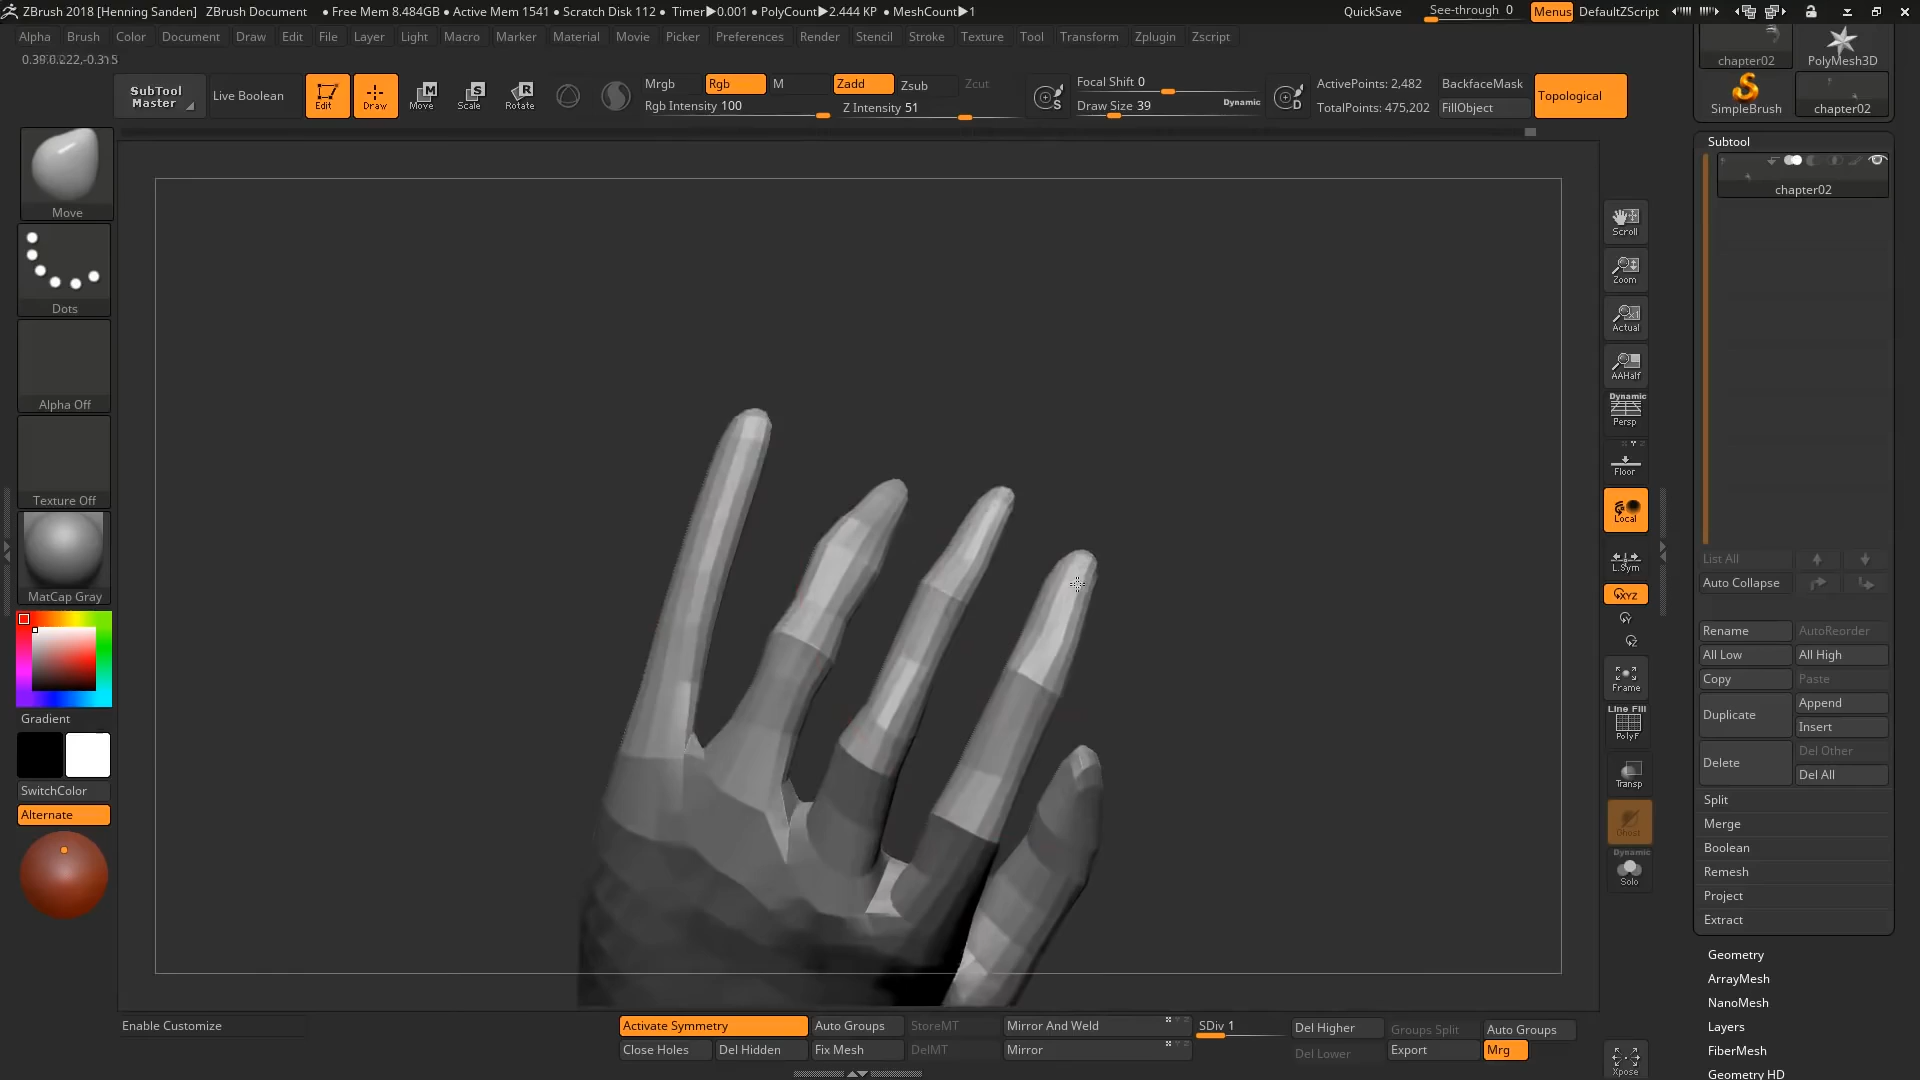 ZBrush 2018 [Henning Sanden] ZBrush Document • Free Mem 8.484GB • Active Mem 1541 • Scratch Disk 112 • Timer▶0.001 • PolyCount▶2.444 KP • MeshCount▶1 QuickSave See-through 0 Menus DefaultZScript
Alpha Brush Color Document Draw Edit File Layer Light Macro Marker Material Movie Picker Preferences Render Stencil Stroke Texture Tool Transform Zplugin Zscript
SubTool Master
Live Boolean
Edit
Draw
Move
Scale
Rotate
Mrgb Rgb M Zadd Zsub Zcut
Rgb Intensity 100 Z Intensity 51
S
Focal Shift 0
Draw Size 39 Dynamic
D
ActivePoints: 2,482
TotalPoints: 475,202
BackfaceMask
FillObject
Topological
chapter02
PolyMesh3D
SimpleBrush
chapter02
Subtool
chapter02
Move
Dots
Alpha Off
Texture Off
MatCap Gray
Gradient
SwitchColor
Alternate
Scroll
Zoom
Actual
AAHalf
Dynamic
Persp
Floor
Local
L.Sym
XYZ
Frame
Line Fill
PolyF
Transp
Ghost
Dynamic
Solo
Xpose
List All
Auto Collapse
Rename AutoReorder
All Low All High
Copy Paste
Duplicate
Append
Insert
Delete
Del Other
Del All
Split
Merge
Boolean
Remesh
Project
Extract
Geometry
ArrayMesh
NanoMesh
Layers
FiberMesh
Geometry HD
Enable Customize
Activate Symmetry Auto Groups StoreMT Mirror And Weld SDiv 1 Del Higher Groups Split Auto Groups
Close Holes Del Hidden Fix Mesh DelMT Mirror Del Lower Export Mrg